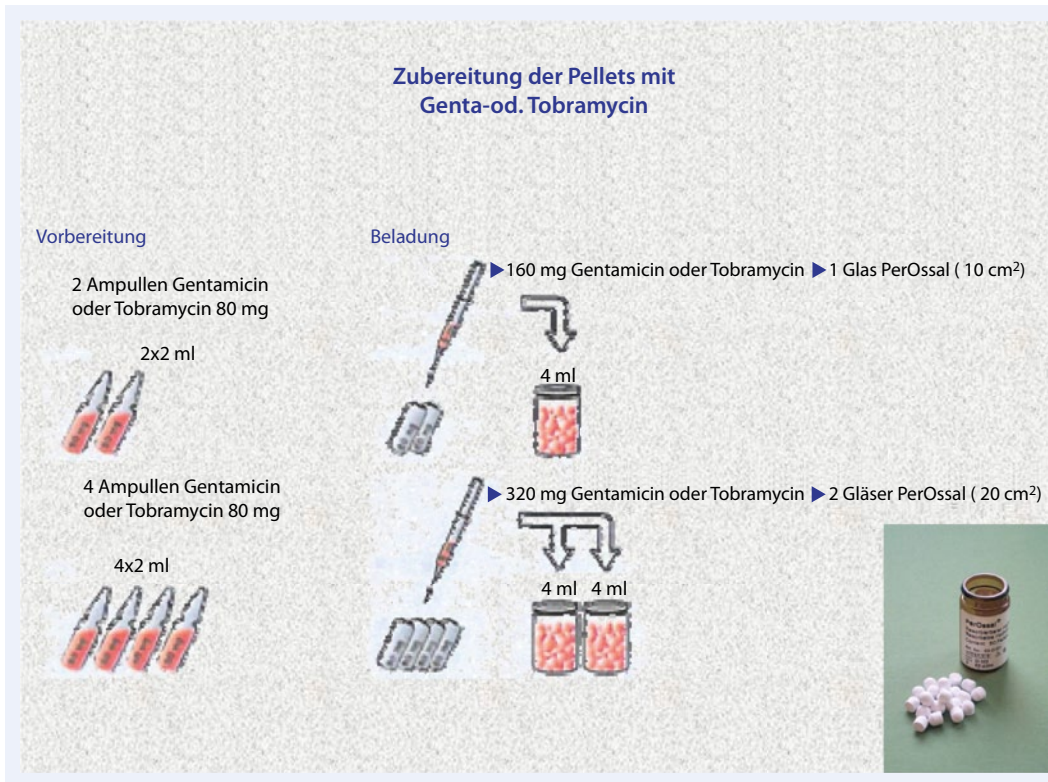 Zubereitung der Pellets mit
Genta-od. Tobramycin
Vorbereitung
Beladung
2 Ampullen Gentamicin
oder Tobramycin 80 mg
2x2 ml
▶160 mg Gentamicin oder Tobramycin ▶1 Glas PerOssal ( 10 cm²)
4 ml
4 Ampullen Gentamicin
oder Tobramycin 80 mg
4x2 ml
▶320 mg Gentamicin oder Tobramycin ▶2 Gläser PerOssal ( 20 cm²)
4 ml 4 ml
PerOssal®